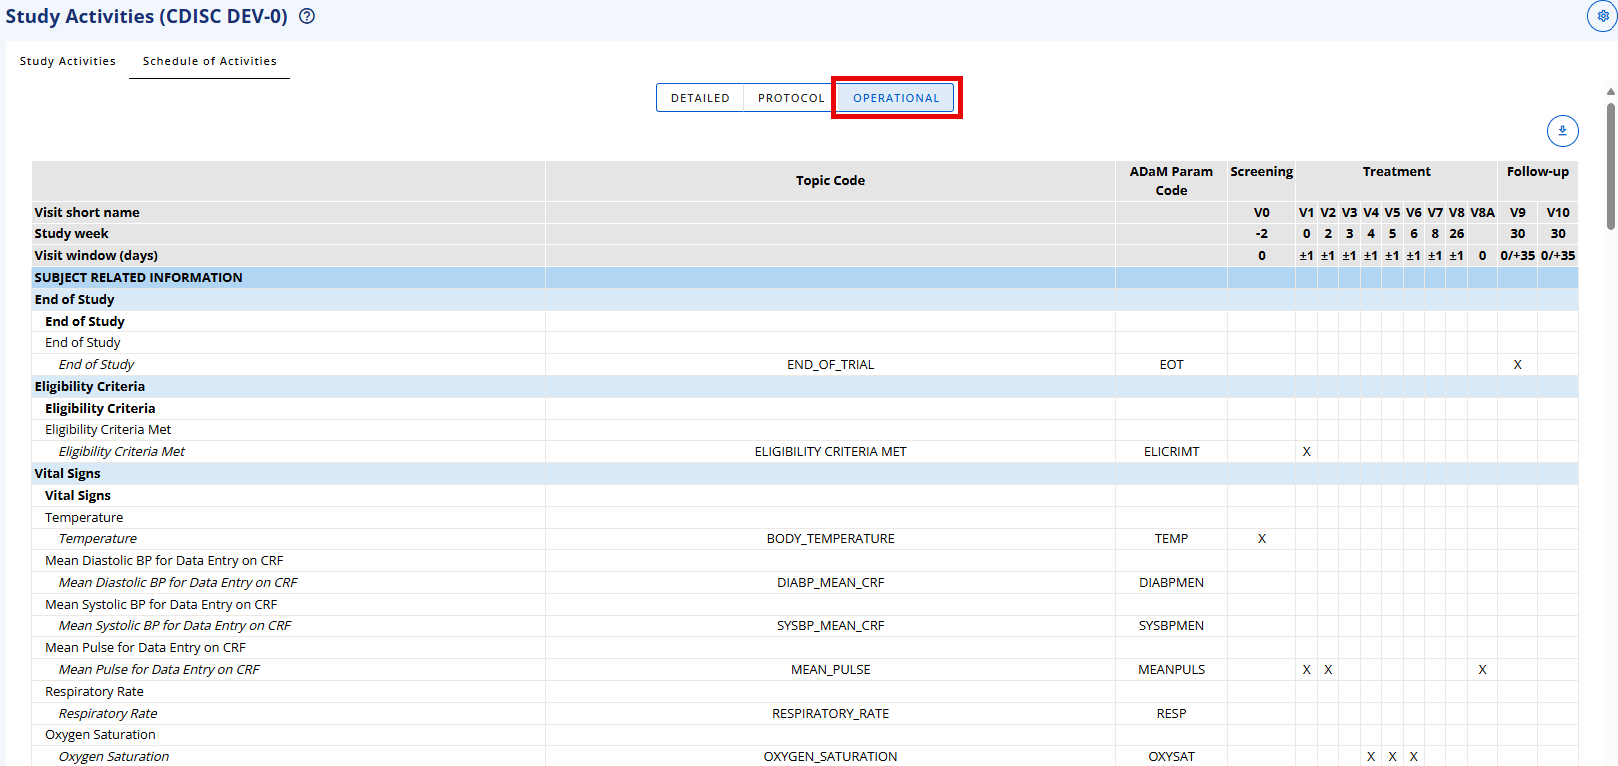 Study Activities (CDISC DEV-0) ?
Study Activities Schedule of Activities
DETAILED PROTOCOL OPERATIONAL
Topic Code ADaM Param Code Screening Treatment Follow-up
Visit short name V0 V1 V2 V3 V4 V5 V6 V7 V8 V8A V9 V10
Study week -2 0 2 3 4 5 6 8 26 30 30
Visit window (days) 0 ±1 ±1 ±1 ±1 ±1 ±1 ±1 ±1 0 0/+35 0/+35
SUBJECT RELATED INFORMATION
End of Study
End of Study
End of Study
End of Study END_OF_TRIAL EOT X
Eligibility Criteria
Eligibility Criteria
Eligibility Criteria Met
Eligibility Criteria Met ELIGIBILITY CRITERIA MET ELICRIMT X
Vital Signs
Vital Signs
Temperature
Temperature BODY_TEMPERATURE TEMP X
Mean Diastolic BP for Data Entry on CRF
Mean Diastolic BP for Data Entry on CRF DIABP_MEAN_CRF DIABPMEN
Mean Systolic BP for Data Entry on CRF
Mean Systolic BP for Data Entry on CRF SYSBP_MEAN_CRF SYSBPMEN
Mean Pulse for Data Entry on CRF
Mean Pulse for Data Entry on CRF MEAN_PULSE MEANPULS X X X
Respiratory Rate
Respiratory Rate RESPIRATORY_RATE RESP
Oxygen Saturation
Oxygen Saturation OXYGEN_SATURATION OXYSAT X X X